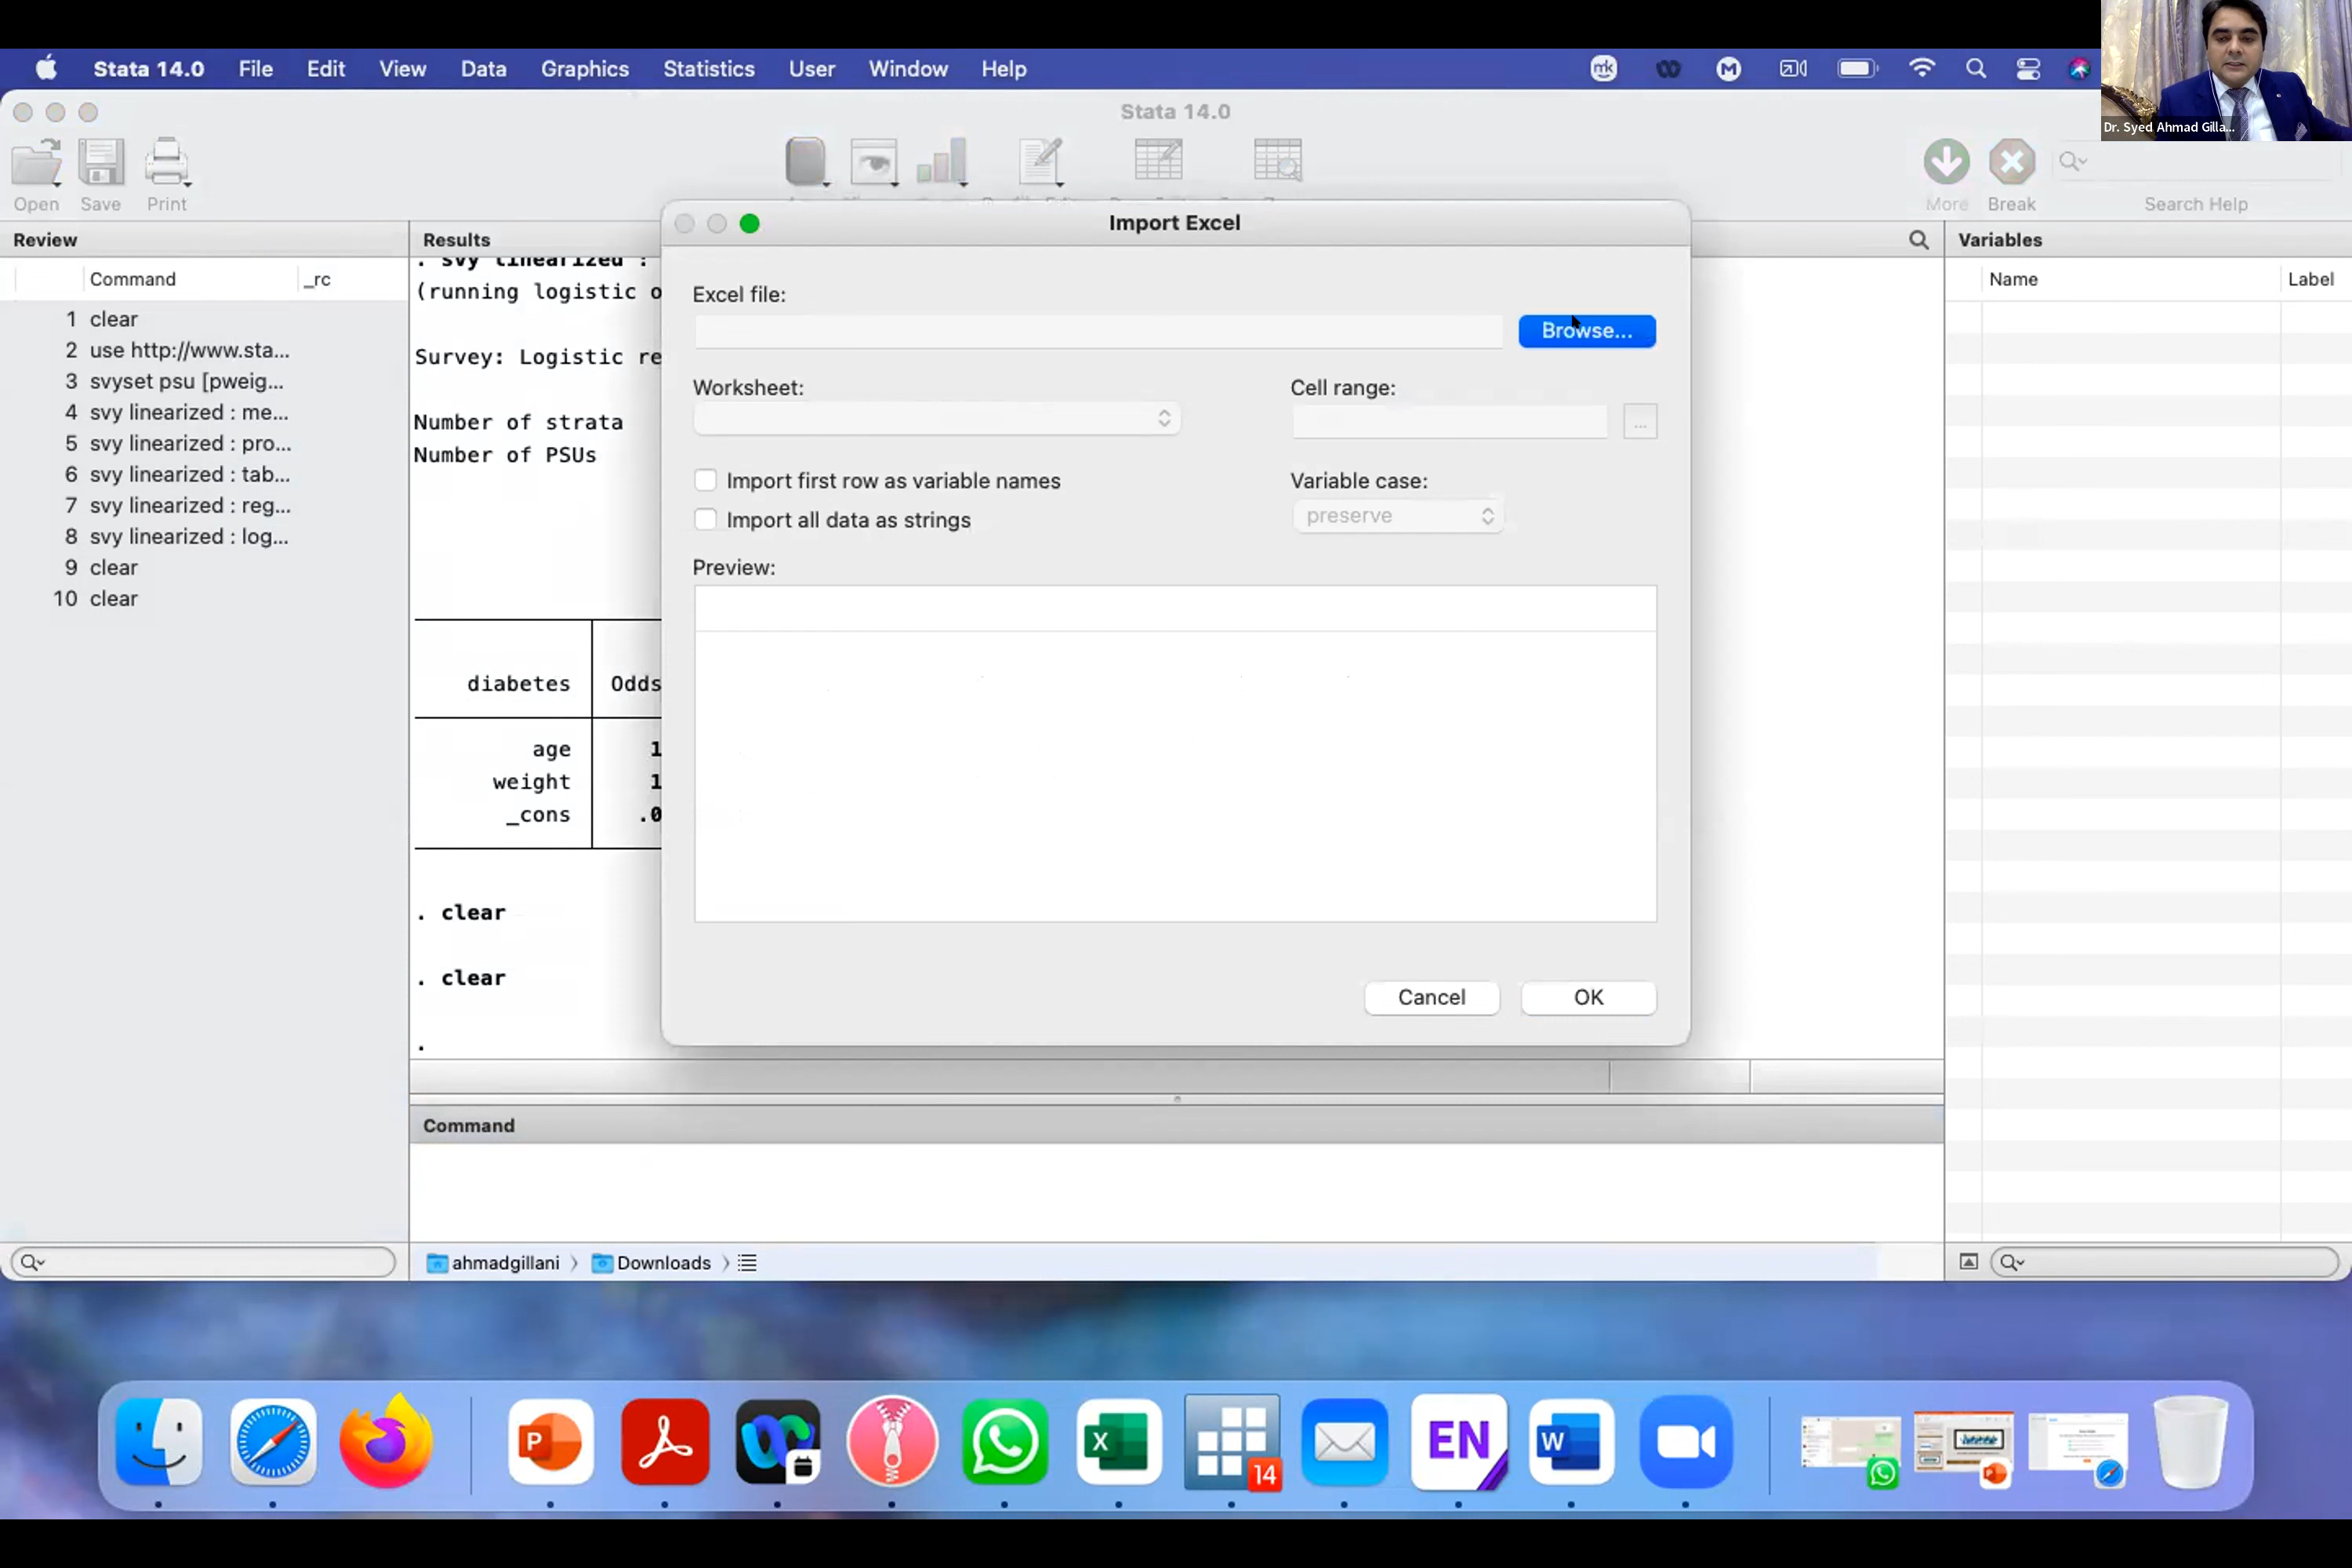 Stata 14.0 File Edit View Data Graphics Statistics User Window Help
Dr. Syed Ahmad Gilla...
Stata 14.0
Open Save Print
More Break Search Help
Import Excel
Review
Command _rc
1 clear
2 use http://www.sta...
3 svyset psu [pweig...
4 svy linearized : me...
5 svy linearized : pro...
6 svy linearized : tab...
7 svy linearized : reg...
8 svy linearized : log...
9 clear
10 clear
Results
. svy linearized :
(running logistic o
Survey: Logistic re
Number of strata
Number of PSUs
diabetes Odds
age 1
weight 1
_cons .0
. clear
. clear
.
Excel file:
Browse...
Worksheet: Cell range:
...
Import first row as variable names Variable case:
Import all data as strings preserve
Preview:
Cancel OK
Variables
Name Label
Command
ahmadgillani Downloads
P X 14 EN W